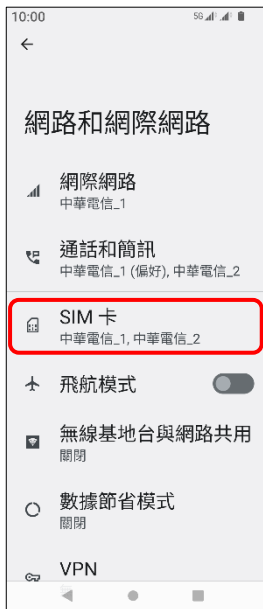 10:00 5G
網路和網際網路
網際網路
中華電信_1
通話和簡訊
中華電信_1 (偏好), 中華電信_2
SIM 卡
中華電信_1, 中華電信_2
飛航模式
無線基地台與網路共用
關閉
數據節省模式
關閉
VPN